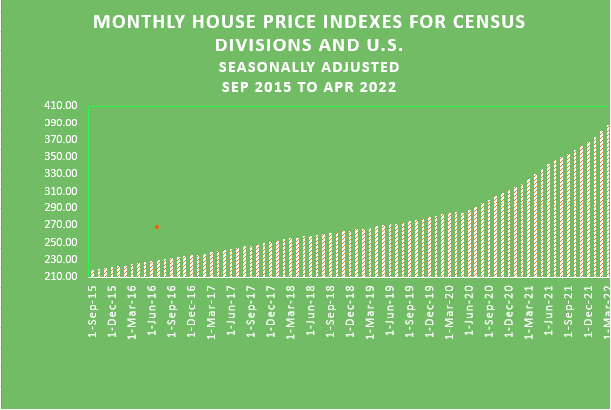 MONTHLY HOUSE PRICE INDEXES FOR CENSUS
DIVISIONS AND U.S.
SEASONALLY ADJUSTED
SEP 2015 TO APR 2022
410.00
390.00
370.00
350.00
330.00
310.00
290.00
270.00
250.00
230.00
210.00
1-Sep-15
1-Dec-15
1-Mar-16
1-Jun-16
1-Sep-16
1-Dec-16
1-Mar-17
1-Jun-17
1-Sep-17
1-Dec-17
1-Mar-18
1-Jun-18
1-Sep-18
1-Dec-18
1-Mar-19
1-Jun-19
1-Sep-19
1-Dec-19
1-Mar-20
1-Jun-20
1-Sep-20
1-Dec-20
1-Mar-21
1-Jun-21
1-Sep-21
1-Dec-21
1-Mar-22